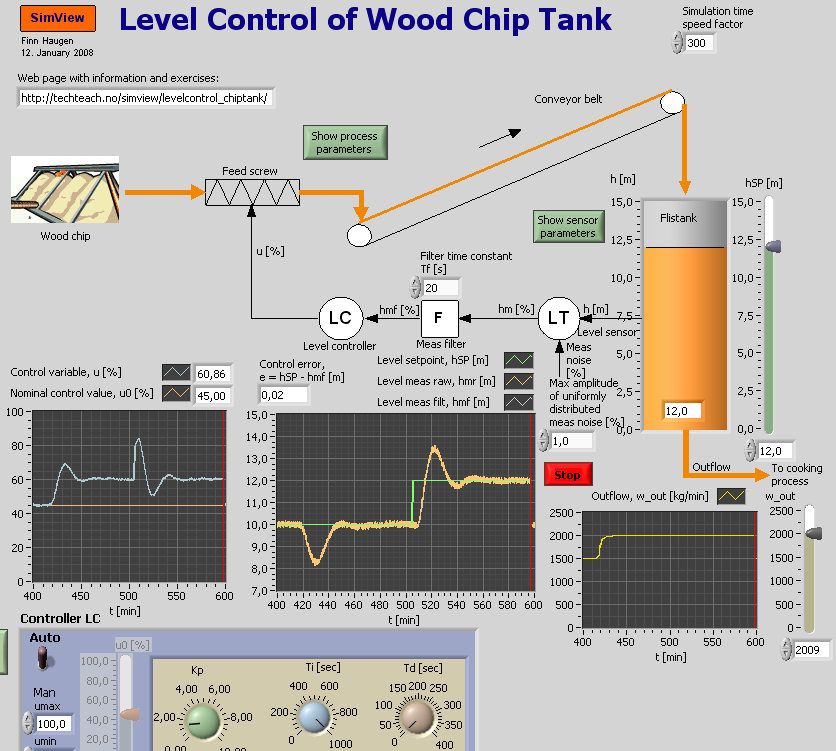 SimView
Finn Haugen
12. January 2008
Level Control of Wood Chip Tank
Simulation time
speed factor
300
Web page with information and exercises:
http://techteach.no/simview/levelcontrol_chiptank/
Conveyor belt
Show process
parameters
Feed screw
Wood chip
u [%]
h [m]
hSP [m]
Show sensor
parameters
Flistank
15,0
12,5
10,0
7,5
5,0
2,5
0,0
12,0
15,0
12,5
10,0
7,5
5,0
2,5
0,0
12,0
Filter time constant
Tf [s]
20
LC
hmf [%]
F
hm [%]
LT
h [m]
Level controller
Meas filter
Level sensor
Meas
noise
[%]
Max amplitude
of uniformly
distributed
meas noise [%]
1,0
Control variable, u [%]
60,86
Nominal control value, u0 [%]
45,00
Control error,
e = hSP - hmf [m]
0,02
Level setpoint, hSP [m]
Level meas raw, hmr [m]
Level meas filt, hmf [m]
100
80
60
40
20
0
400
450
500
550
600
t [min]
15,0
14,0
13,0
12,0
11,0
10,0
9,0
8,0
7,0
400
420
440
460
480
500
520
540
560
580
600
t [min]
Stop
Outflow
To cooking
process
Outflow, w_out [kg/min]
w_out
2500
2000
1500
1000
500
0
400
450
500
550
600
t [min]
2500
2000
1500
1000
500
0
2009
Controller LC
Auto
Man
umax
100,0
umin
u0 [%]
100,0
80,0
60,0
40,0
20,0
Kp
4,00
6,00
2,00
8,00
0,00
10,00
Ti [sec]
400
600
200
800
0
1000
Td [sec]
150
200
250
100
300
50
350
0
400